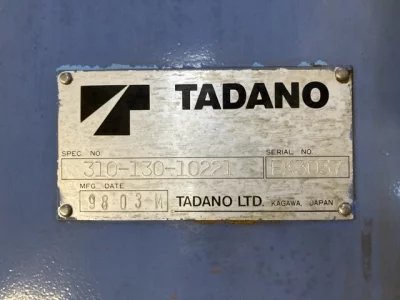 TADANO
SPEC. NO. SERIAL NO.
310-130-10221
MFG. DATE
9803 M
TADANO LTD. KAGAWA, JAPAN